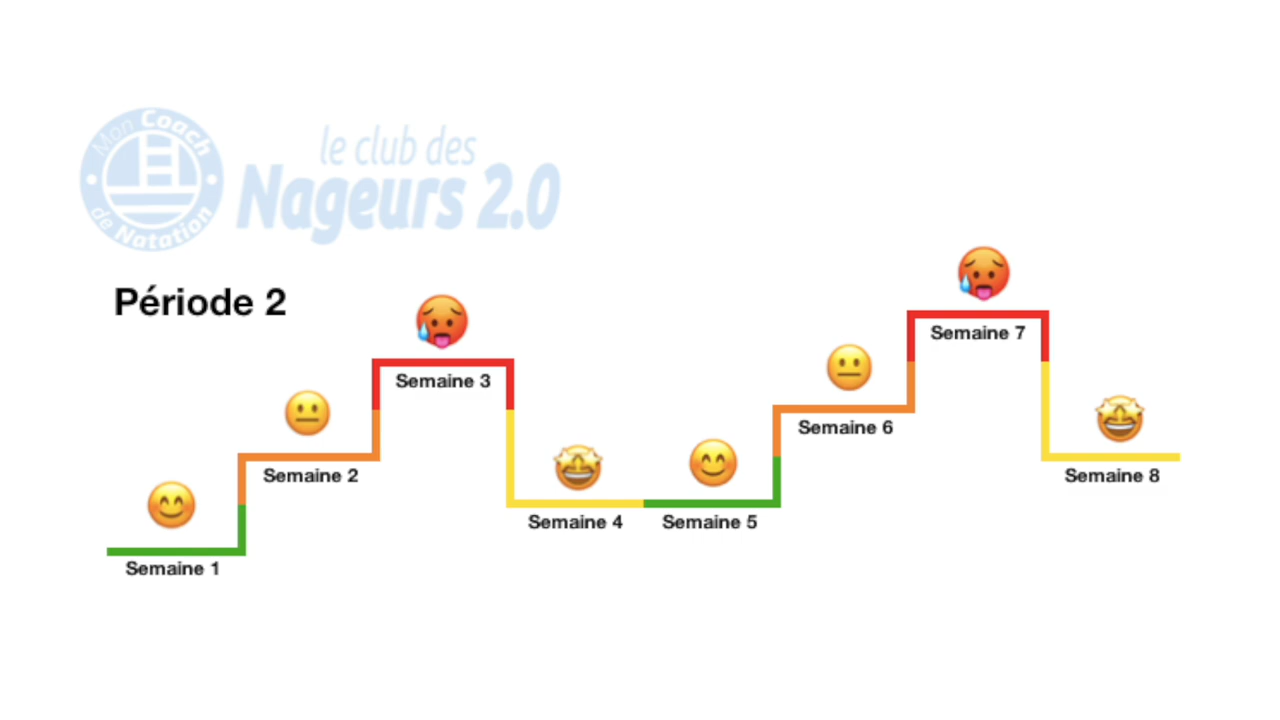 Mon Coach
de Natation
le club des
Nageurs 2.0
Période 2
Semaine 1
Semaine 2
Semaine 3
Semaine 4
Semaine 5
Semaine 6
Semaine 7
Semaine 8